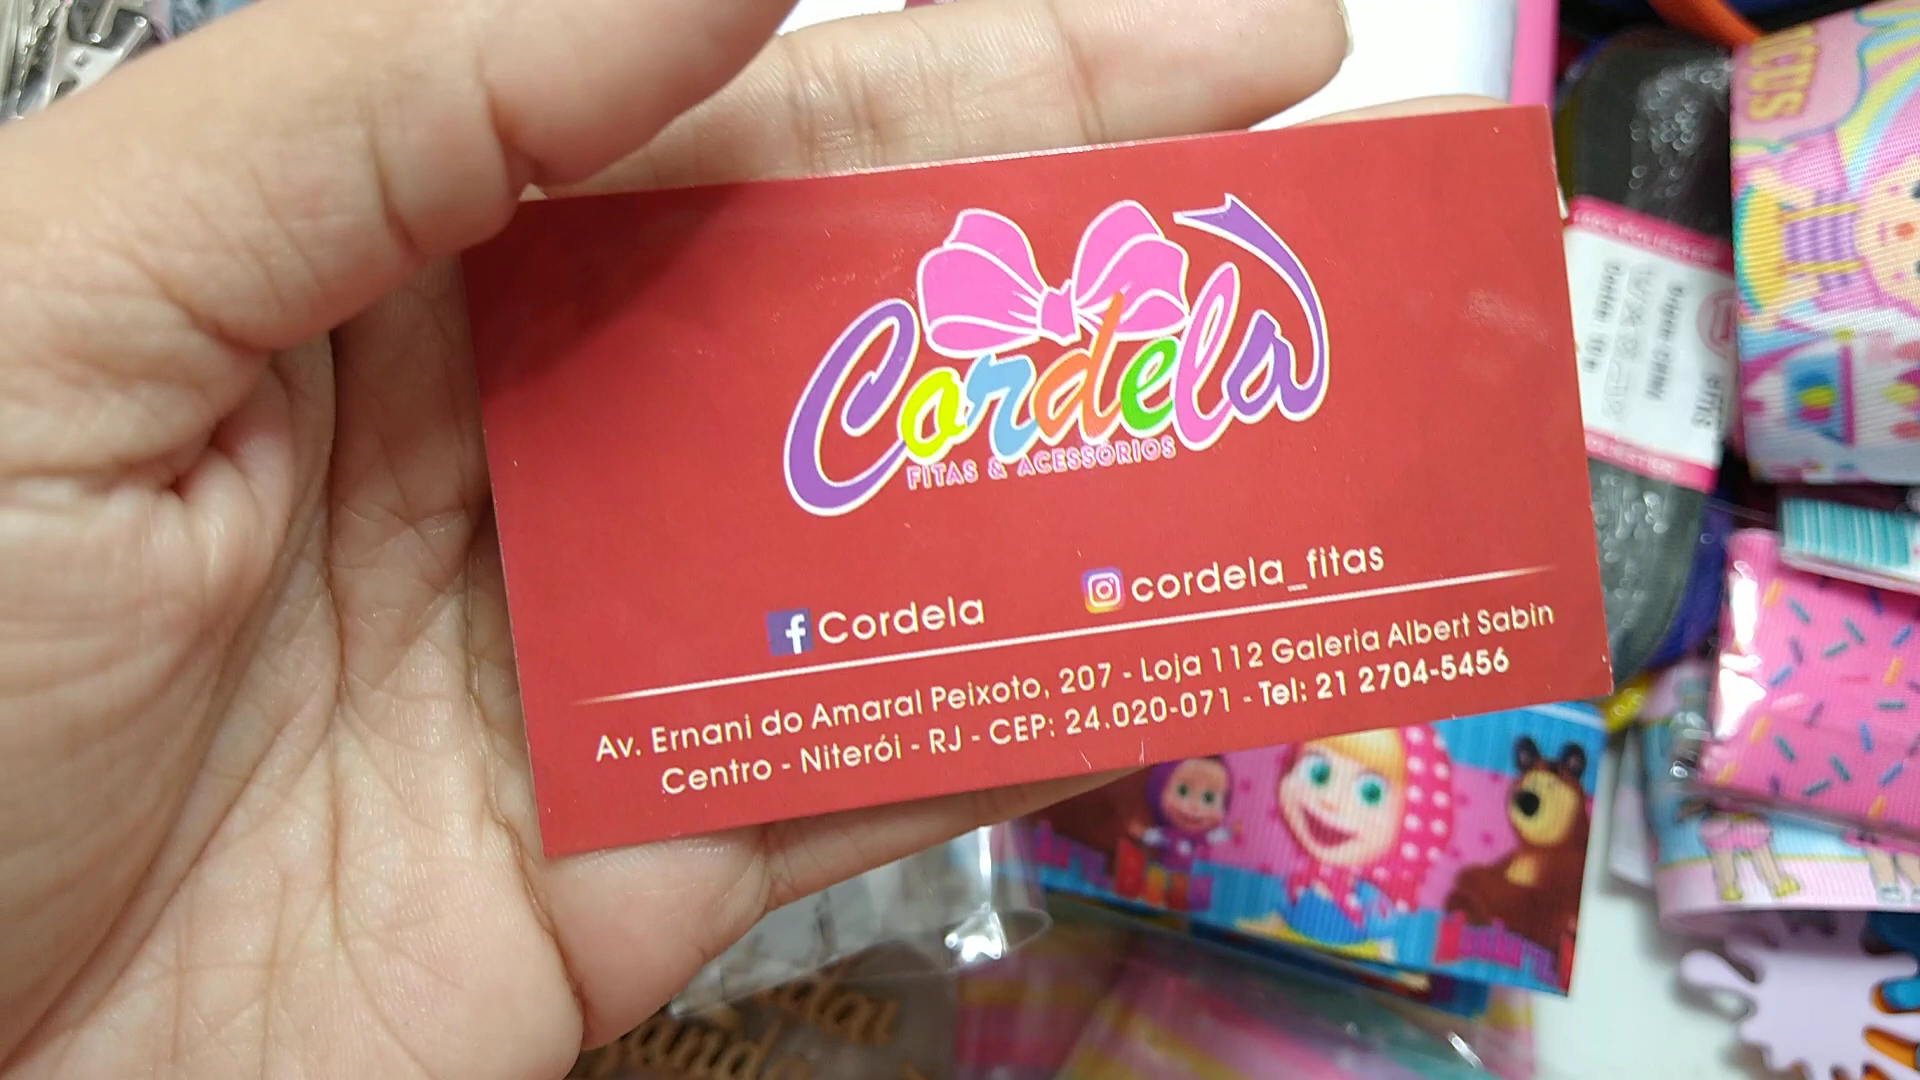 Cordela
FITAS & ACESSÓRIOS
Cordela
cordela_fitas
Av. Ernani do Amaral Peixoto, 207 - Loja 112 Galeria Albert Sabin
Centro - Niterói - RJ - CEP: 24.020-071 - Tel: 21 2704-5456